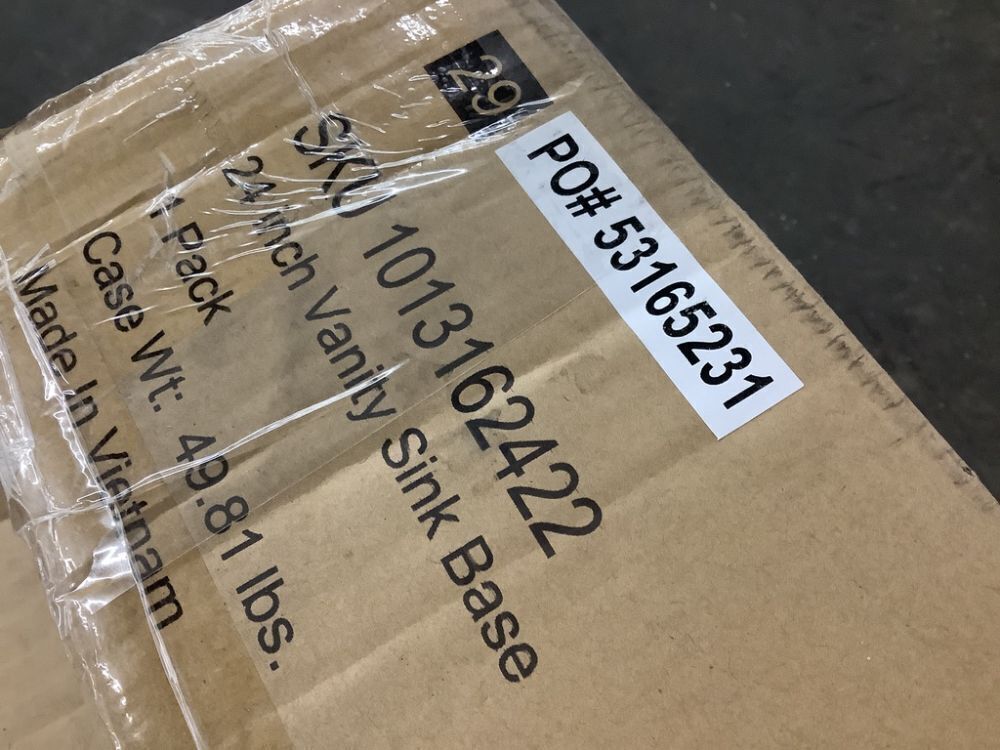 29
PO# 53165231
SKU 1013162422
24 inch Vanity Sink Base
1 Pack
Case Wt: 49.81 lbs.
Made In Vietnam